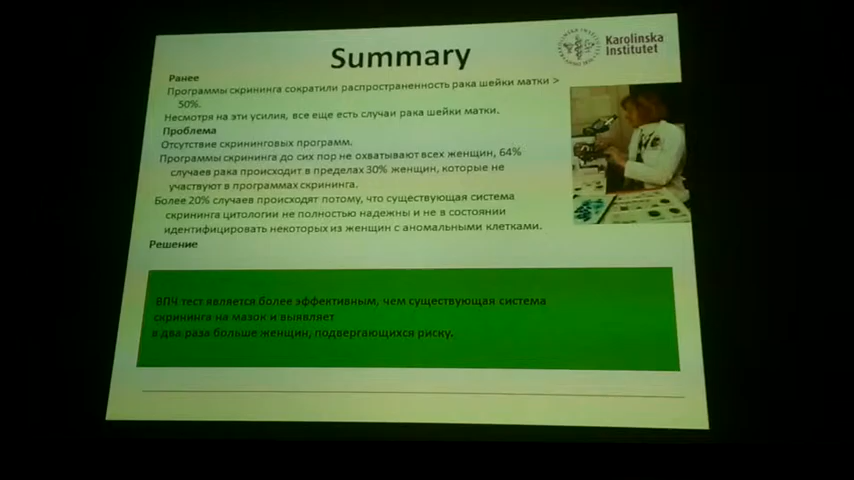 Summary
Karolinska
Institutet
Ранее
Программы скрининга сократили распространенность рака шейки матки >
50%.
Несмотря на эти усилия, все еще есть случаи рака шейки матки.
Проблема
Отсутствие скрининговых программ.
Программы скрининга до сих пор не охватывают всех женщин, 64%
случаев рака происходит в пределах 30% женщин, которые не
участвуют в программах скрининга.
Более 20% случаев происходят потому, что существующая система
скрининга цитологии не полностью надежны и не в состоянии
идентифицировать некоторых из женщин с аномальными клетками.
Решение
ВПЧ тест является более эффективным, чем существующая система
скрининга на мазок и выявляет
в два раза больше женщин, подвергающихся риску.